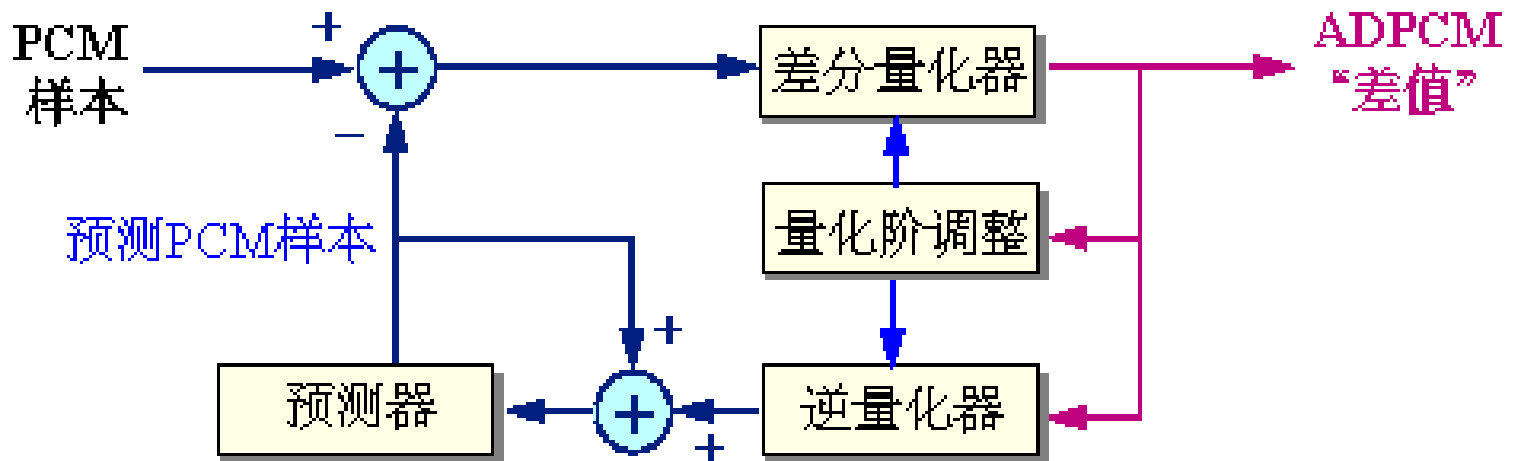 PCM
样本
+
+
−
差分量化器
ADPCM
“差值”
量化阶调整
预测PCM样本
+
预测器
+
逆量化器
+